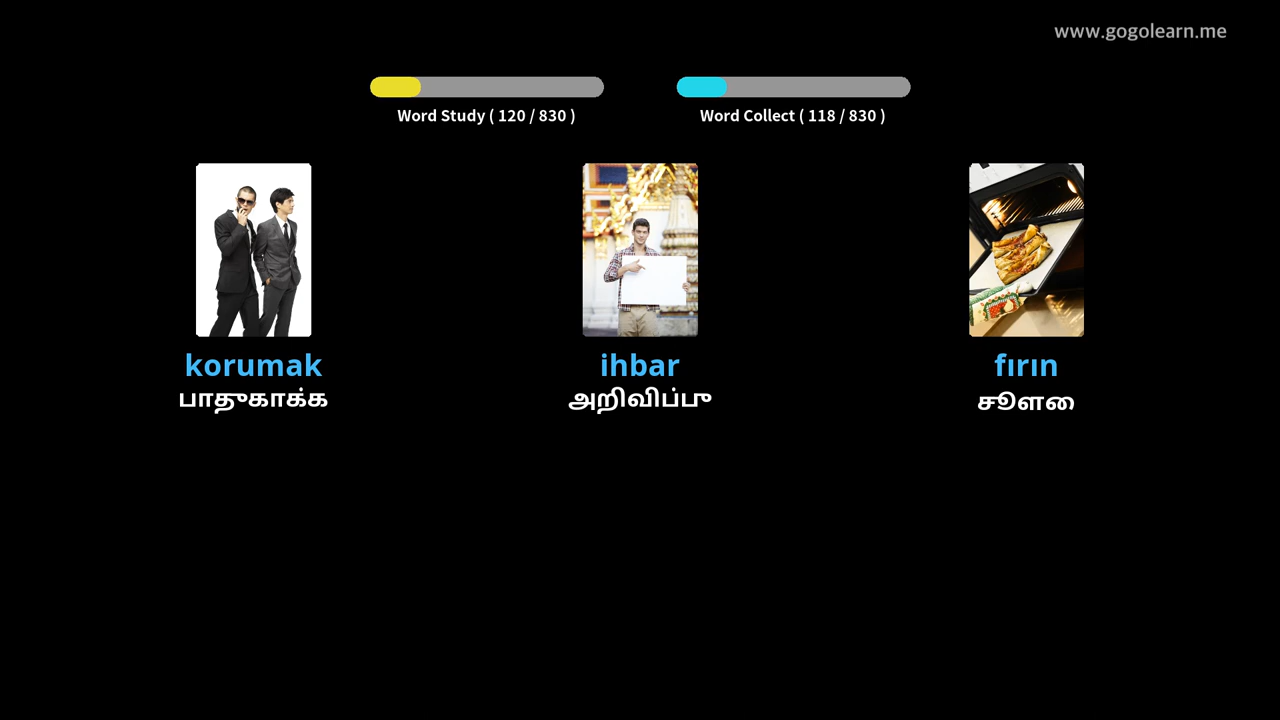 www.gogolearn.me
Word Study ( 120 / 830 )
Word Collect ( 118 / 830 )
korumak
பாதுகாக்க
ihbar
அறிவிப்பு
fırın
சூளை